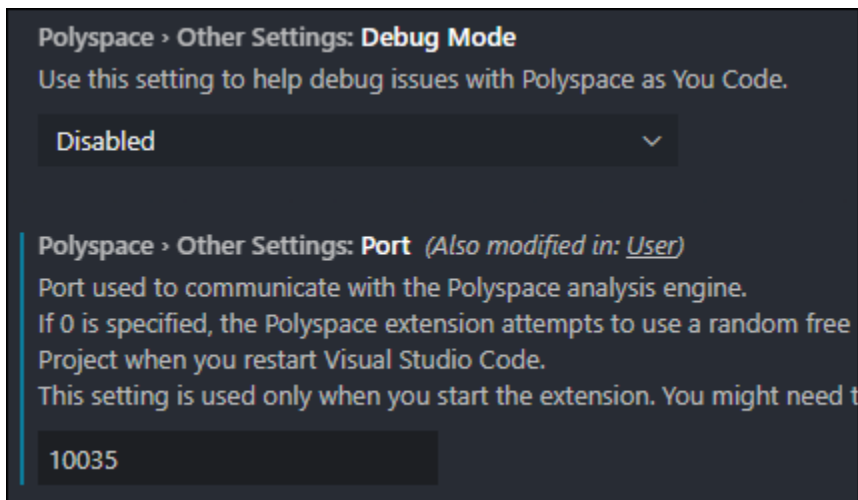 Polyspace › Other Settings: Debug Mode
Use this setting to help debug issues with Polyspace as You Code.
Disabled
Polyspace › Other Settings: Port (Also modified in: User)
Port used to communicate with the Polyspace analysis engine.
If 0 is specified, the Polyspace extension attempts to use a random free
Project when you restart Visual Studio Code.
This setting is used only when you start the extension. You might need t
10035